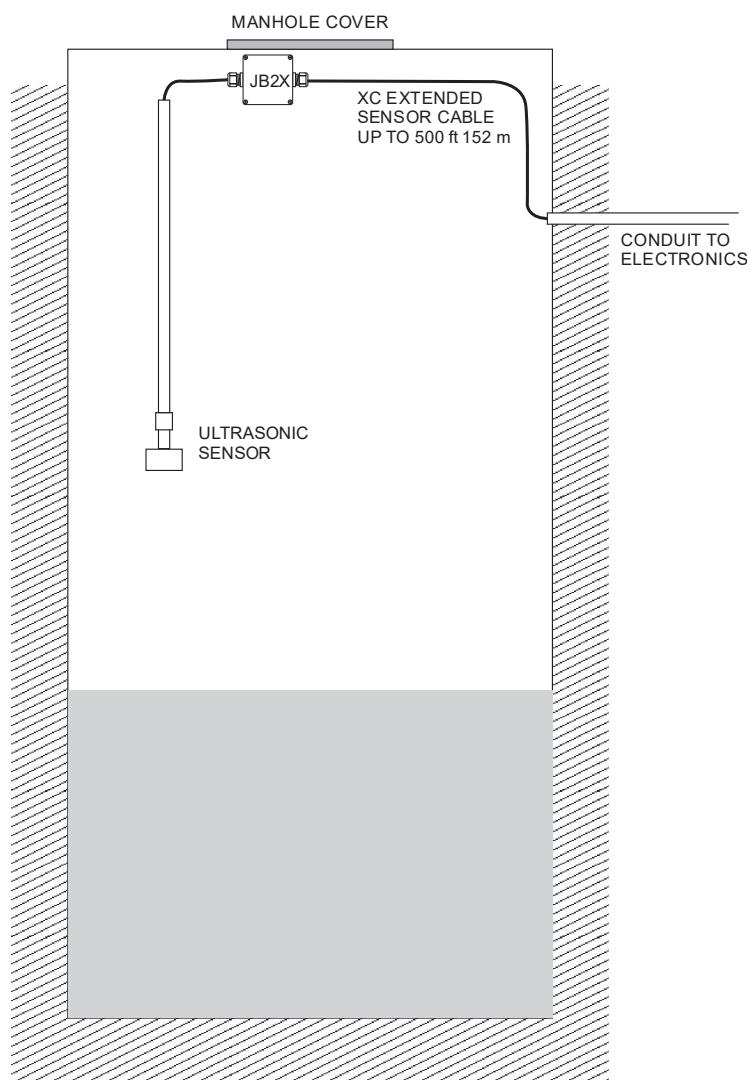 MANHOLE COVER
JB2X
XC EXTENDED
SENSOR CABLE
UP TO 500 ft 152 m
CONDUIT TO
ELECTRONICS
ULTRASONIC
SENSOR